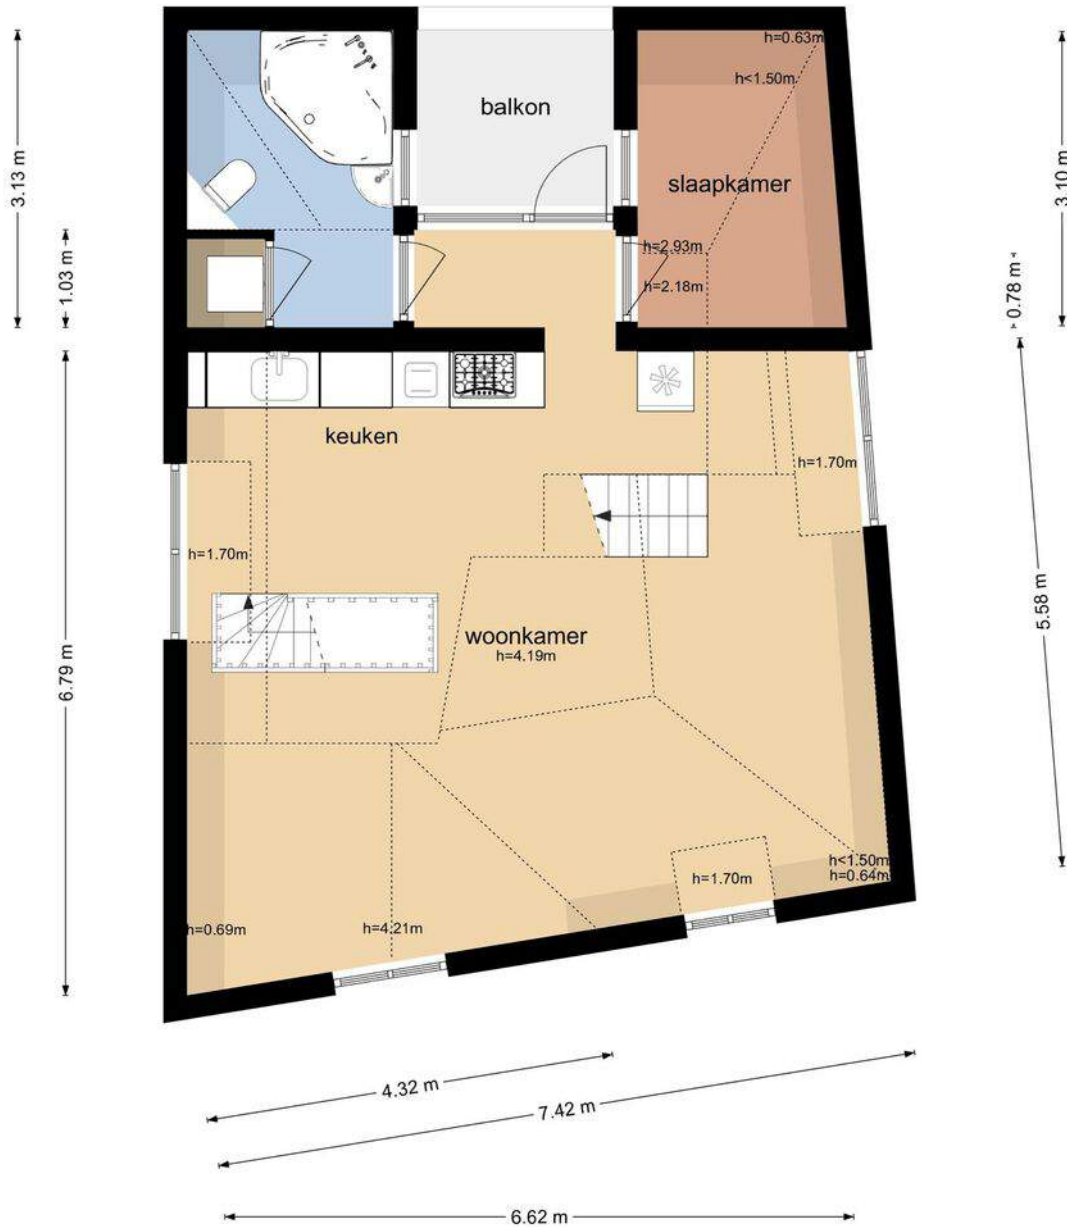 h=0.63m
h<1.50m
balkon
3.13 m
3.10 m
slaapkamer
h=2.93m
1.03 m
0.78 m
h=2.18m
keuken
h=1.70m
h=1.70m
woonkamer
h=4.19m
5.58 m
6.79 m
h<1.50m
h=0.64m
h=1.70m
h=0.69m
h=4.21m
4.32 m
7.42 m
6.62 m